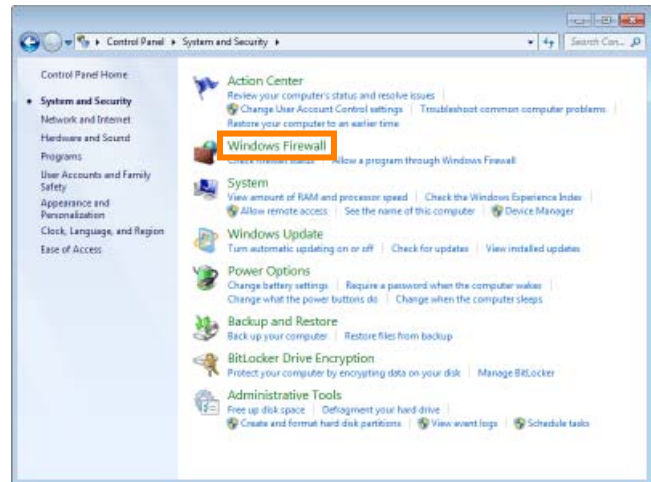 Control Panel ▸ System and Security ▸
Search Con...
Control Panel Home
System and Security
Network and Internet
Hardware and Sound
Programs
User Accounts and Family
Safety
Appearance and
Personalization
Clock, Language, and Region
Ease of Access
Action Center
Review your computer's status and resolve issues
Change User Account Control settings | Troubleshoot common computer problems
Restore your computer to an earlier time
Windows Firewall
Check firewall status | Allow a program through Windows Firewall
System
View amount of RAM and processor speed | Check the Windows Experience Index
Allow remote access | See the name of this computer | Device Manager
Windows Update
Turn automatic updating on or off | Check for updates | View installed updates
Power Options
Change battery settings | Require a password when the computer wakes
Change what the power buttons do | Change when the computer sleeps
Backup and Restore
Back up your computer | Restore files from backup
BitLocker Drive Encryption
Protect your computer by encrypting data on your disk | Manage BitLocker
Administrative Tools
Free up disk space | Defragment your hard drive
Create and format hard disk partitions | View event logs | Schedule tasks